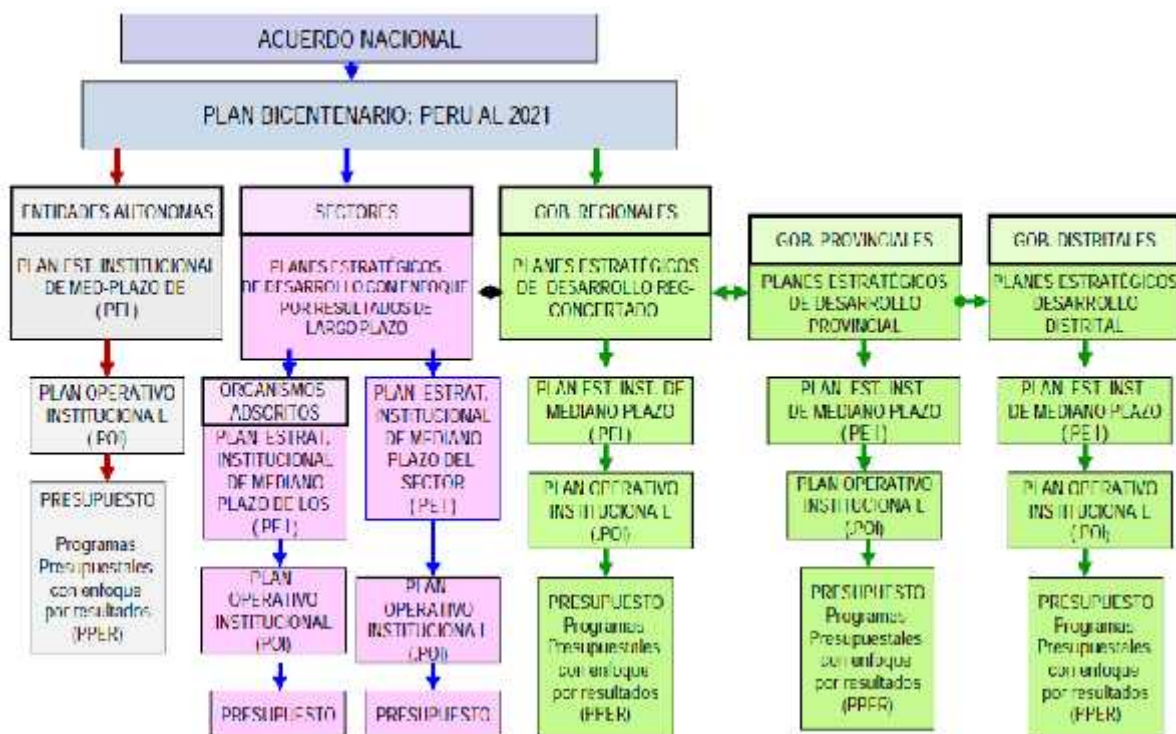 ACUERDO NACIONAL
PLAN BICENTENARIO: PERU AL 2021
ENTIDADES AUTONOMAS
PLAN EST. INSTITUCIONAL
DE MED-PLAZO DE
(PEI)
PLAN OPERATIVO
INSTITUCIONA L
(.POI)
PRESUPUESTO
Programas
Presupuestales
con enfoque
por resultados
(PPER)
SECTORES
PLANES ESTRATÉGICOS
DE DESARROLLO CON ENFOQUE
POR RESULTADOS DE
LARGO PLAZO
ORGANISMOS
ADSCRITOS
PLAN ESTRAT.
INSTITUCIONAL
DE MEDIANO
PLAZO DE LOS
(PE I)
PLAN
OPERATIVO
INSTITUCIONAL
(POI)
PRESUPUESTO
PLAN ESTRAT.
INSTITUCIONAL
DE MEDIANO
PLAZO DEL
SECTOR
(PE I)
PLAN
OPERATIVO
INSTITUCIONA L
(.POI)
PRESUPUESTO
GOB. REGIONALES
PLANES ESTRATÉGICOS
DE DESARROLLO REG-
CONCERTADO
PLAN EST. INST. DE
MEDIANO PLAZO
(PEI)
PLAN OPERATIVO
INSTITUCIONA L
(.POI)
PRESUPUESTO
Programas
Presupuestales
con enfoque
por resultados
(PPER)
GOB. PROVINCIALES
PLANES ESTRATÉGICOS
DE DESARROLLO
PROVINCIAL
PLAN EST. INST.
DE MEDIANO PLAZO
(PE I)
PLAN OPERATIVO
INSTITUCIONA L
(.POI)
PRESUPUESTO
Programas
Presupuestales
con enfoque
por resultados
(PPER)
GOB. DISTRITALES
PLANES ESTRATÉGICOS
DESARROLLO
DISTRITAL
PLAN EST. INST.
DE MEDIANO PLAZO
(PE I)
PLAN OPERATIVO
INSTITUCIONA L
(.POI)
PRESUPUESTO
Programas
Presupuestales
con enfoque
por resultados
(PPER)